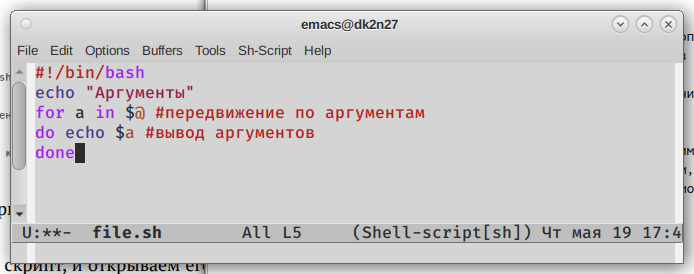 emacs@dk2n27
File Edit Options Buffers Tools Sh-Script Help
#!/bin/bash
echo "Аргументы"
for a in $@ #передвижение по аргументам
do echo $a #вывод аргументов
done
U:**- file.sh All L5 (Shell-script[sh]) Чт мая 19 17:4
скрипт, и открываем ег